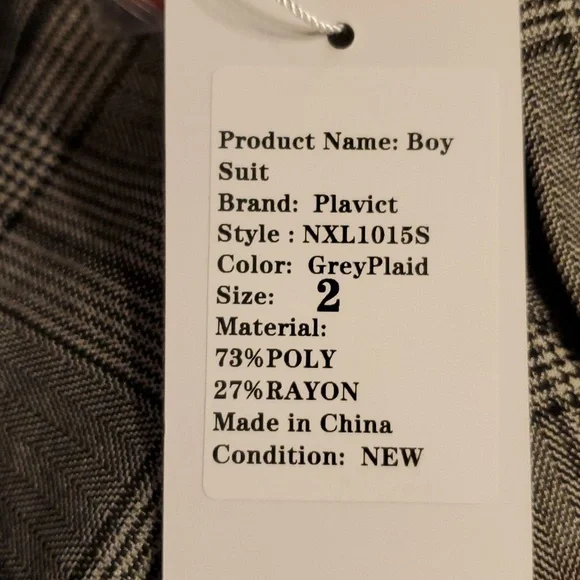 Product Name: Boy
Suit
Brand: Plavict
Style : NXL1015S
Color: GreyPlaid
Size: 2
Material:
73%POLY
27%RAYON
Made in China
Condition: NEW